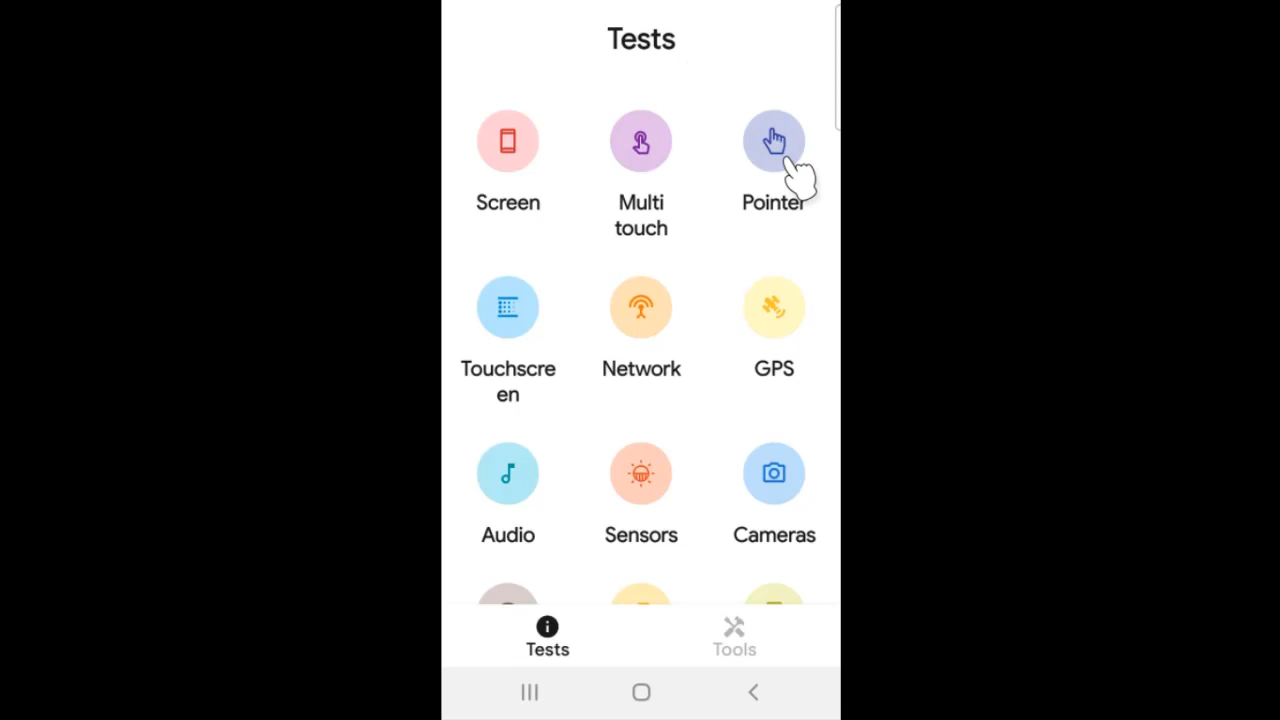 Tests
Screen
Multi
touch
Pointer
Touchscre
en
Network
GPS
Audio
Sensors
Cameras
Tests
Tools